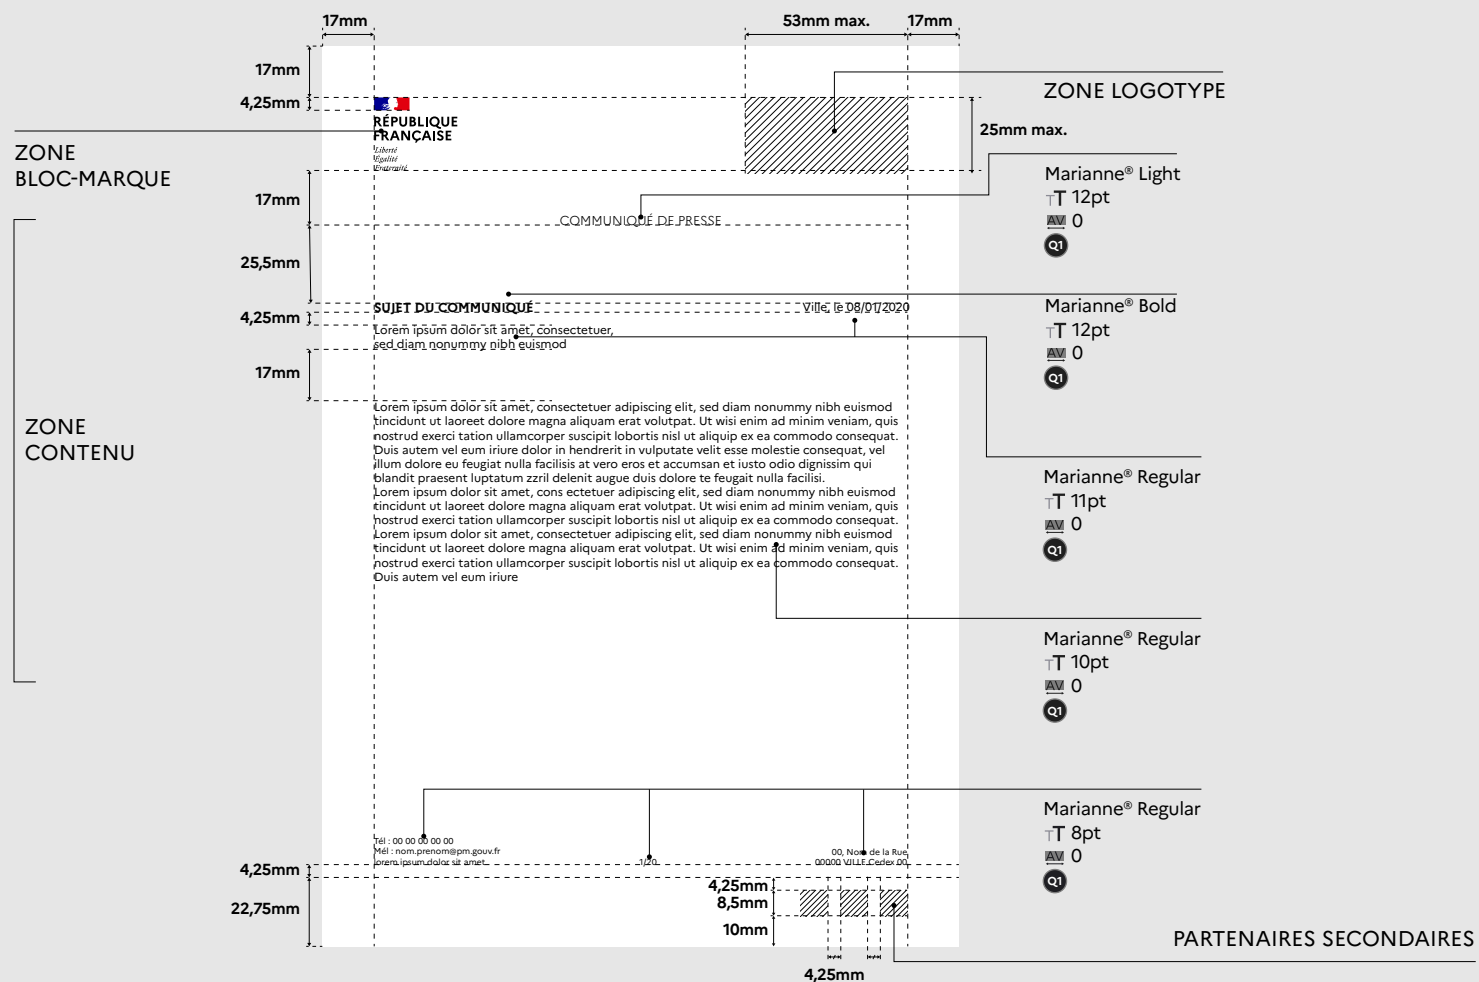 17mm
53mm max.
17mm
17mm
4,25mm
ZONE LOGOTYPE
RÉPUBLIQUE
FRANÇAISE
Liberté
Égalité
Fraternité
25mm max.
ZONE
BLOC-MARQUE
Marianne® Light
TT 12pt
AV 0
Q1
17mm
COMMUNIQUÉ DE PRESSE
25,5mm
SUJET DU COMMUNIQUÉ
Ville, le 08/01/2020
Marianne® Bold
TT 12pt
AV 0
Q1
4,25mm
Lorem ipsum dolor sit amet, consectetuer,
sed diam nonummy nibh euismod
17mm
ZONE
CONTENU
Lorem ipsum dolor sit amet, consectetuer adipiscing elit, sed diam nonummy nibh euismod
tincidunt ut laoreet dolore magna aliquam erat volutpat. Ut wisi enim ad minim veniam, quis
nostrud exerci tation ullamcorper suscipit lobortis nisl ut aliquip ex ea commodo consequat.
Duis autem vel eum iriure dolor in hendrerit in vulputate velit esse molestie consequat, vel
illum dolore eu feugiat nulla facilisis at vero eros et accumsan et iusto odio dignissim qui
blandit praesent luptatum zzril delenit augue duis dolore te feugait nulla facilisi.
Lorem ipsum dolor sit amet, cons ectetuer adipiscing elit, sed diam nonummy nibh euismod
tincidunt ut laoreet dolore magna aliquam erat volutpat. Ut wisi enim ad minim veniam, quis
nostrud exerci tation ullamcorper suscipit lobortis nisl ut aliquip ex ea commodo consequat.
Lorem ipsum dolor sit amet, consectetuer adipiscing elit, sed diam nonummy nibh euismod
tincidunt ut laoreet dolore magna aliquam erat volutpat. Ut wisi enim ad minim veniam, quis
nostrud exerci tation ullamcorper suscipit lobortis nisl ut aliquip ex ea commodo consequat.
Duis autem vel eum iriure
Marianne® Regular
TT 11pt
AV 0
Q1
Marianne® Regular
TT 10pt
AV 0
Q1
Marianne® Regular
TT 8pt
AV 0
Q1
Tél : 00 00 00 00 00
Mél : nom.prenom@pm.gouv.fr
Lorem ipsum dolor sit amet
1/20
00, Nom de la Rue
00000 VILLE Cedex 00
4,25mm
22,75mm
4,25mm
8,5mm
10mm
4,25mm
PARTENAIRES SECONDAIRES